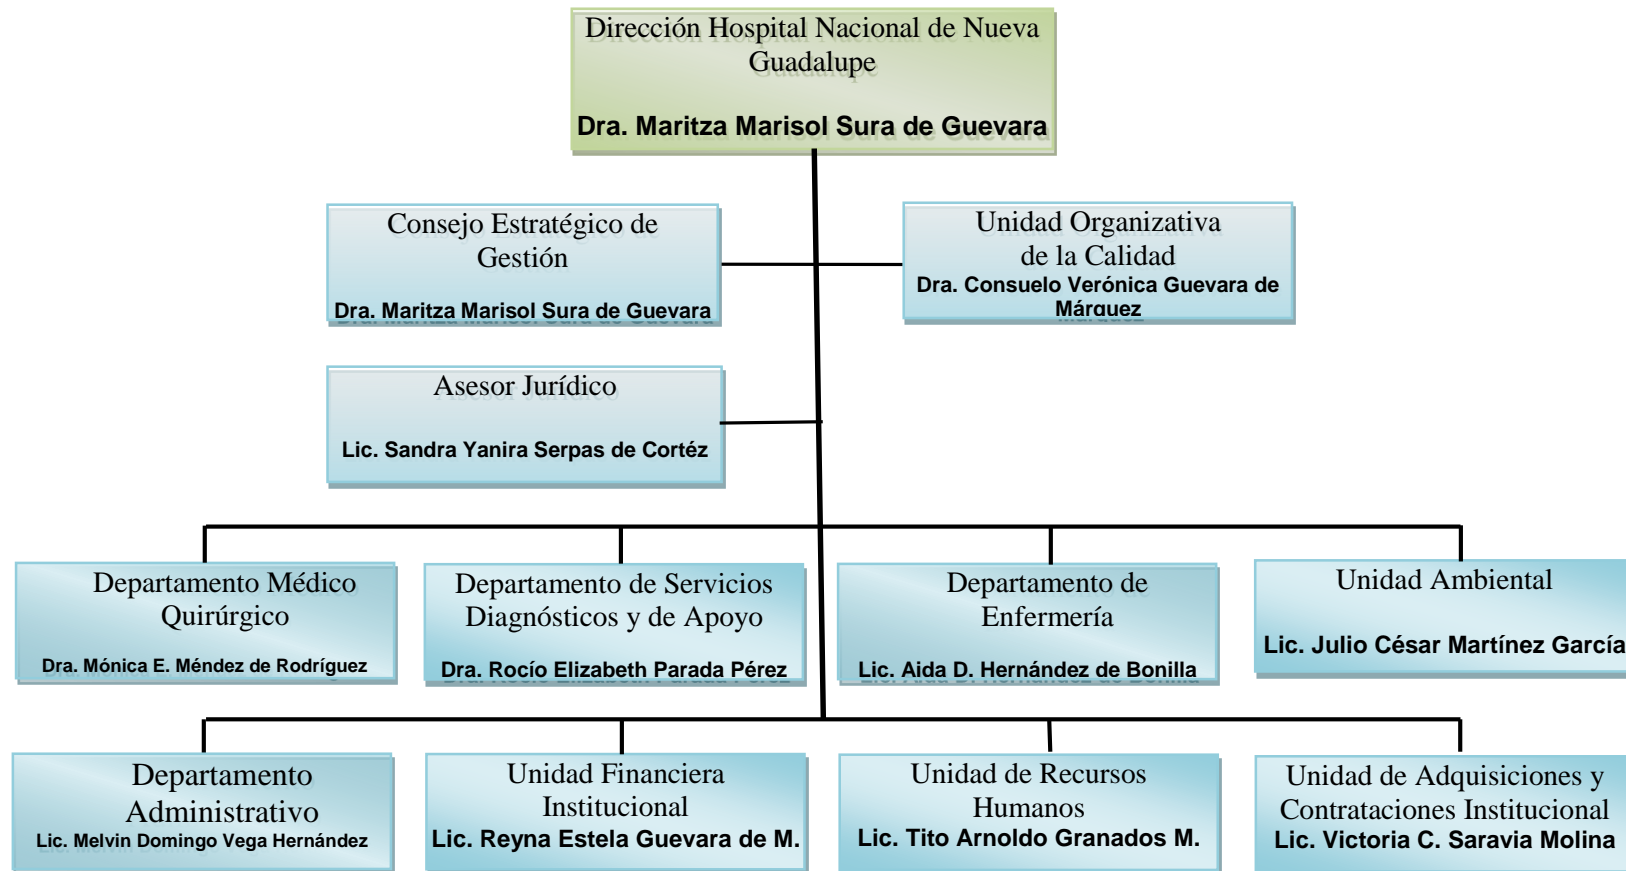 Dirección Hospital Nacional de Nueva
Guadalupe
Dra. Maritza Marisol Sura de Guevara
Consejo Estratégico de
Gestión
Dra. Maritza Marisol Sura de Guevara
Unidad Organizativa
de la Calidad
Dra. Consuelo Verónica Guevara de
Márquez
Asesor Jurídico
Lic. Sandra Yanira Serpas de Cortéz
Departamento Médico
Quirúrgico
Dra. Mónica E. Méndez de Rodríguez
Departamento de Servicios
Diagnósticos y de Apoyo
Dra. Rocío Elizabeth Parada Pérez
Departamento de
Enfermería
Lic. Aida D. Hernández de Bonilla
Unidad Ambiental
Lic. Julio César Martínez García
Departamento
Administrativo
Lic. Melvin Domingo Vega Hernández
Unidad Financiera
Institucional
Lic. Reyna Estela Guevara de M.
Unidad de Recursos
Humanos
Lic. Tito Arnoldo Granados M.
Unidad de Adquisiciones y
Contrataciones Institucional
Lic. Victoria C. Saravia Molina